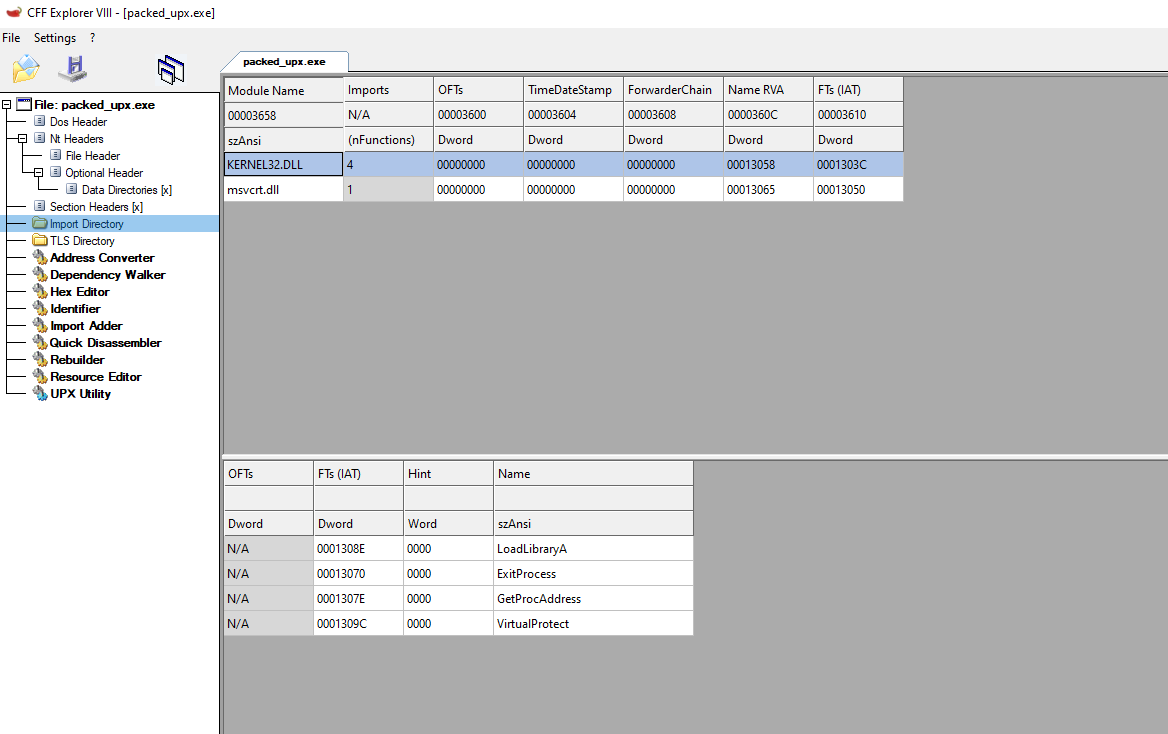 CFF Explorer VIII - [packed_upx.exe]
File Settings ?
packed_upx.exe
File: packed_upx.exe
Dos Header
Nt Headers
File Header
Optional Header
Data Directories [x]
Section Headers [x]
Import Directory
TLS Directory
Address Converter
Dependency Walker
Hex Editor
Identifier
Import Adder
Quick Disassembler
Rebuilder
Resource Editor
UPX Utility
Module Name Imports OFTs TimeDateStamp ForwarderChain Name RVA FTs (IAT)
00003658 N/A 00003600 00003604 00003608 0000360C 00003610
szAnsi (nFunctions) Dword Dword Dword Dword Dword
KERNEL32.DLL 4 00000000 00000000 00000000 00013058 0001303C
msvcrt.dll 1 00000000 00000000 00000000 00013065 00013050
OFTs FTs (IAT) Hint Name
Dword Dword Word szAnsi
N/A 0001308E 0000 LoadLibraryA
N/A 00013070 0000 ExitProcess
N/A 0001307E 0000 GetProcAddress
N/A 0001309C 0000 VirtualProtect